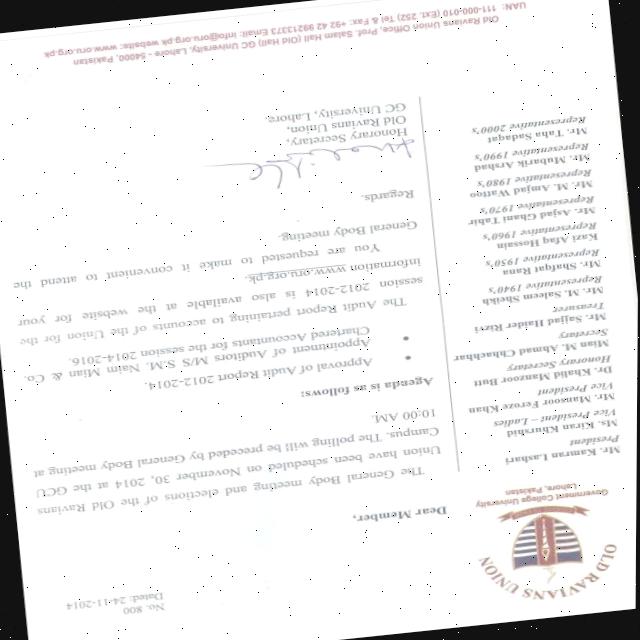 OLD RAVIANS UNION
Government College University
Lahore, Pakistan
No. 800
Dated: 24-11-2014
Mr. Kamran Lashari
President
Ms. Kiran Khurshid
Vice President – Ladies
Mr. Mansoor Feroze Khan
Vice President
Dr. Khalid Manzoor Butt
Honorary Secretary
Mian M. Ahmad Chhachhar
Secretary
Mr. Sajjad Haider Rizvi
Treasurer
Mr. M. Saleem Sheikh
Representative 1940's
Mr. Shafqat Rana
Representative 1950's
Kazi Afaq Hossain
Representative 1960's
Mr. Asjad Ghani Tahir
Representative 1970's
Mr. M. Amjad Wattoo
Representative 1980's
Mr. Mubarik Arshad
Representative 1990's
Mr. Taha Sadaqat
Representative 2000's
Dear Member,
The General Body meeting and elections of the Old Ravians
Union have been scheduled on November 30, 2014 at the GCU
Campus. The polling will be preceded by General Body meeting at
10:00 AM.
Agenda is as follows:
• Approval of Audit Report 2012-2014.
• Appointment of Auditors M/S S.M. Naim Mian & Co.
Chartered Accountants for the session 2014-2016.
The Audit Report pertaining to accounts of the Union for the
session 2012-2014 is also available at the website for your
information www.oru.org.pk.
You are requested to make it convenient to attend the
General Body meeting.
Regards.
Honorary Secretary,
Old Ravians Union,
GC University, Lahore.
Old Ravians Union Office, Prof. Salam Hall (Old Hall) GC University, Lahore - 54000, Pakistan
UAN: 111-000-010 (Ext. 252) Tel & Fax: +92 42 99213373 Email: info@oru.org.pk website: www.oru.org.pk